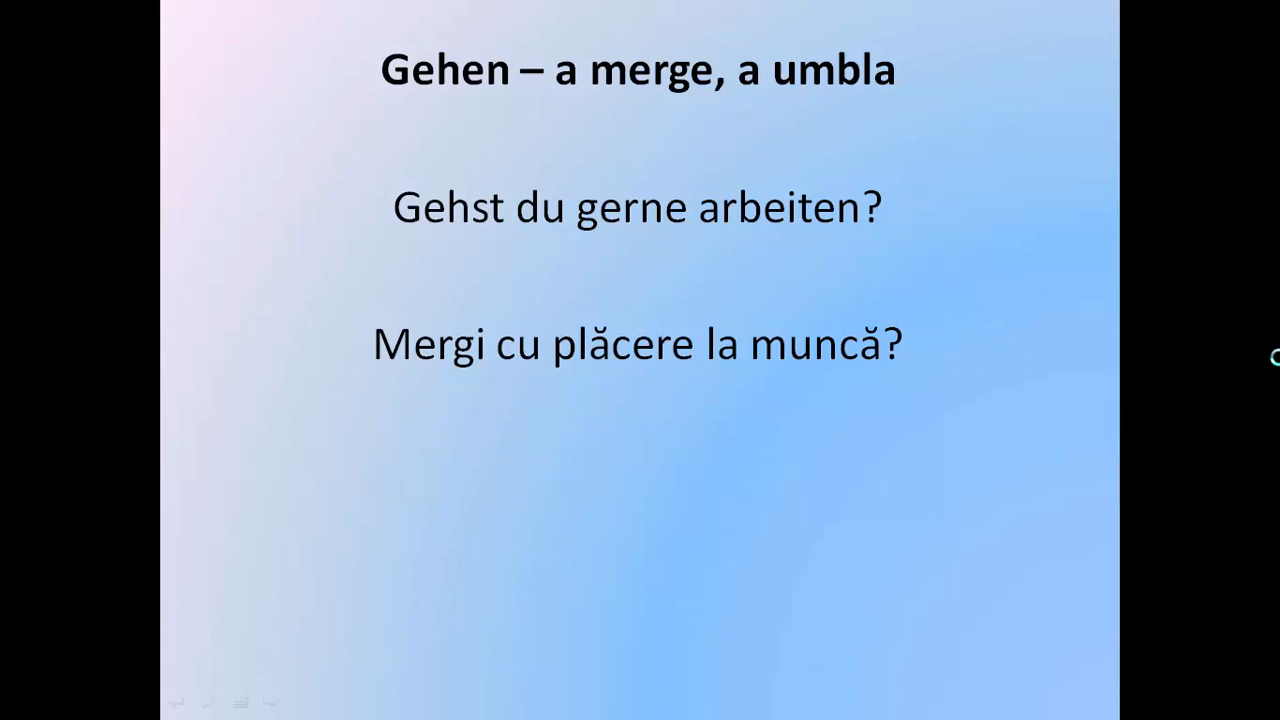 Gehen – a merge, a umbla
Gehst du gerne arbeiten?
Mergi cu plăcere la muncă?